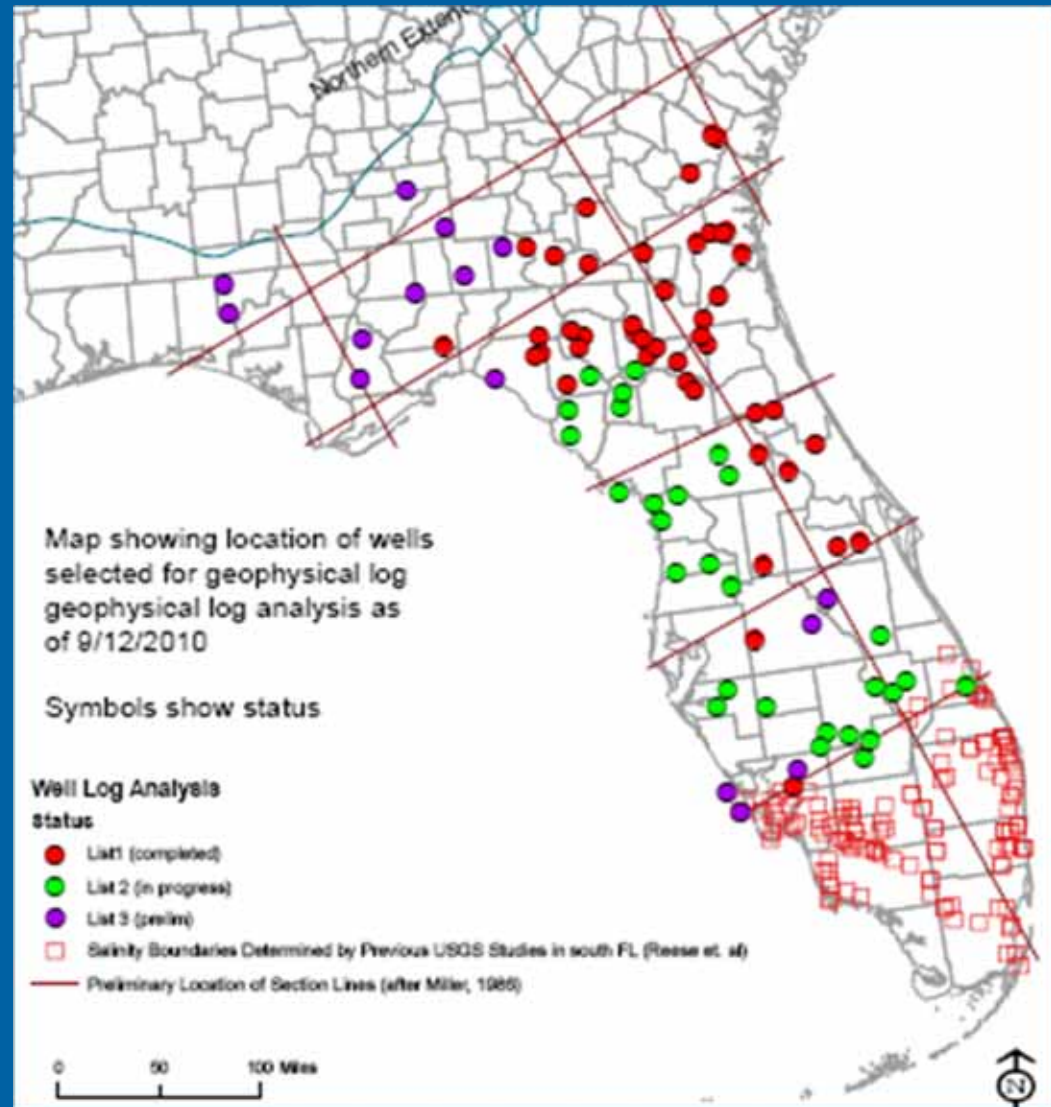 Northern Extent
Map showing location of wells
selected for geophysical log
geophysical log analysis as
of 9/12/2010
Symbols show status
Well Log Analysis
Status
List1 (completed)
List 2 (in progress)
List 3 (prelim)
Salinity Boundaries Determined by Previous USGS Studies in south FL (Reese et. al)
Preliminary Location of Section Lines (after Miller, 1986)
0 50 100 Miles
N